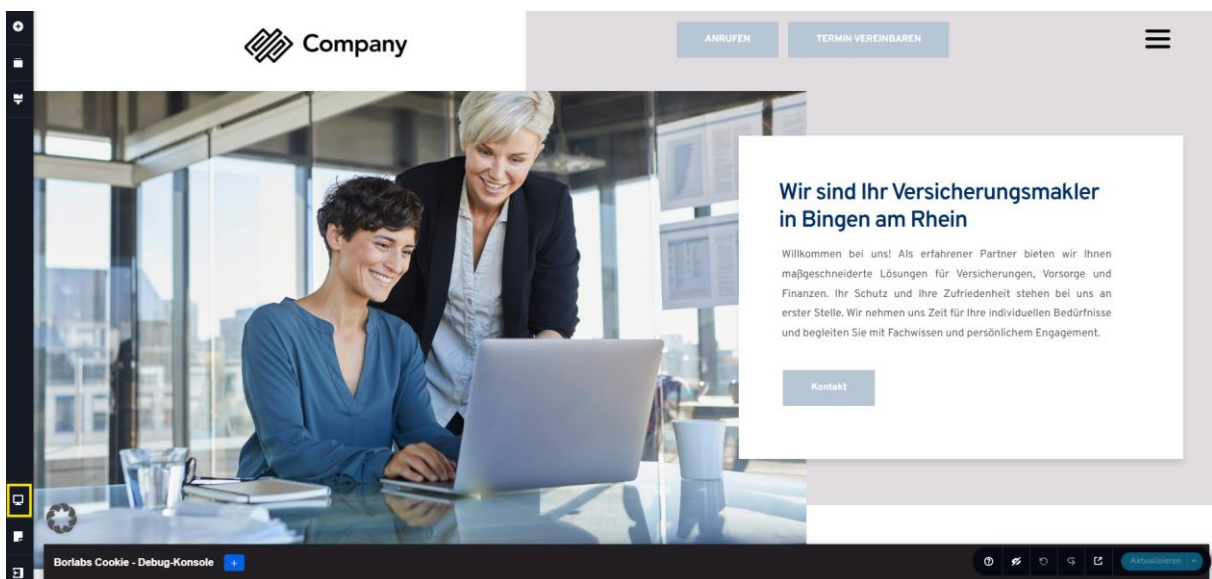 Company
ANRUFEN
TERMIN VEREINBAREN
Wir sind Ihr Versicherungsmakler
in Bingen am Rhein
Willkommen bei uns! Als erfahrener Partner bieten wir Ihnen
maßgeschneiderte Lösungen für Versicherungen, Vorsorge und
Finanzen. Ihr Schutz und Ihre Zufriedenheit stehen bei uns an
erster Stelle. Wir nehmen uns Zeit für Ihre individuellen Bedürfnisse
und begleiten Sie mit Fachwissen und persönlichem Engagement.
Kontakt
Borlabs Cookie - Debug-Konsole +
Aktualisieren